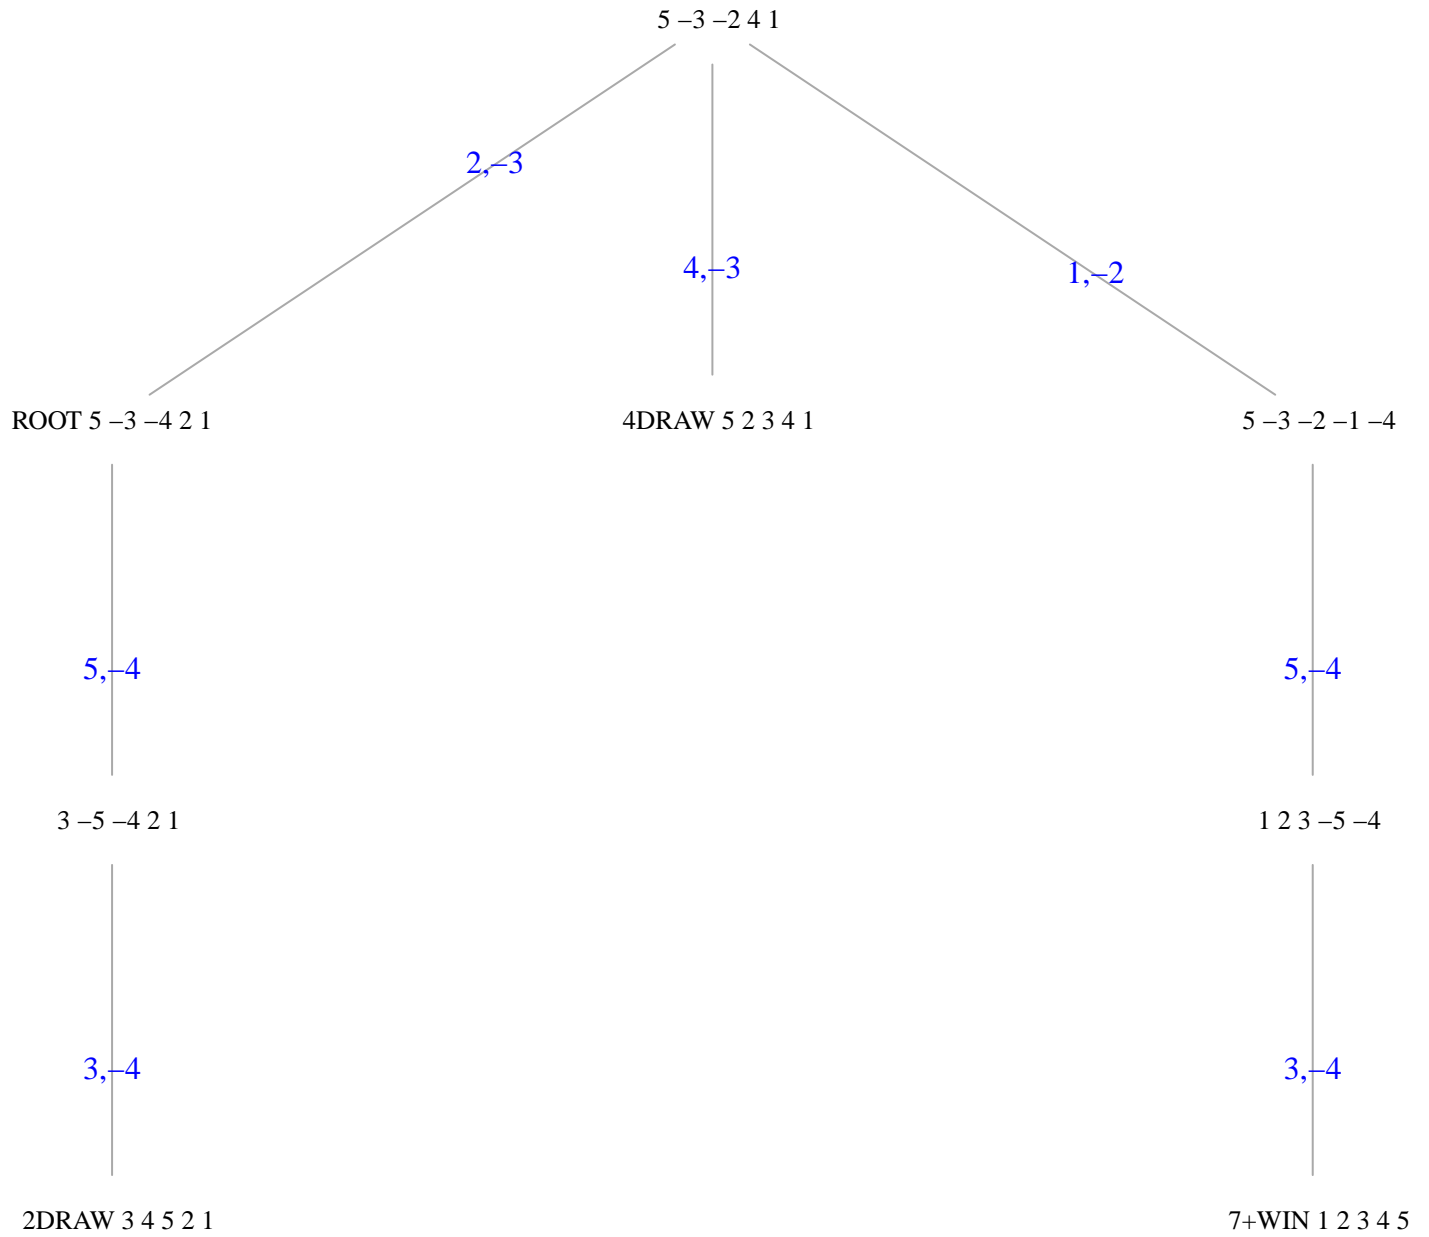 5 –3 –2 4 1
2,–3
4,–3
1,–2
ROOT 5 –3 –4 2 1
4DRAW 5 2 3 4 1
5 –3 –2 –1 –4
5,–4
5,–4
3 –5 –4 2 1
1 2 3 –5 –4
3,–4
3,–4
2DRAW 3 4 5 2 1
7+WIN 1 2 3 4 5